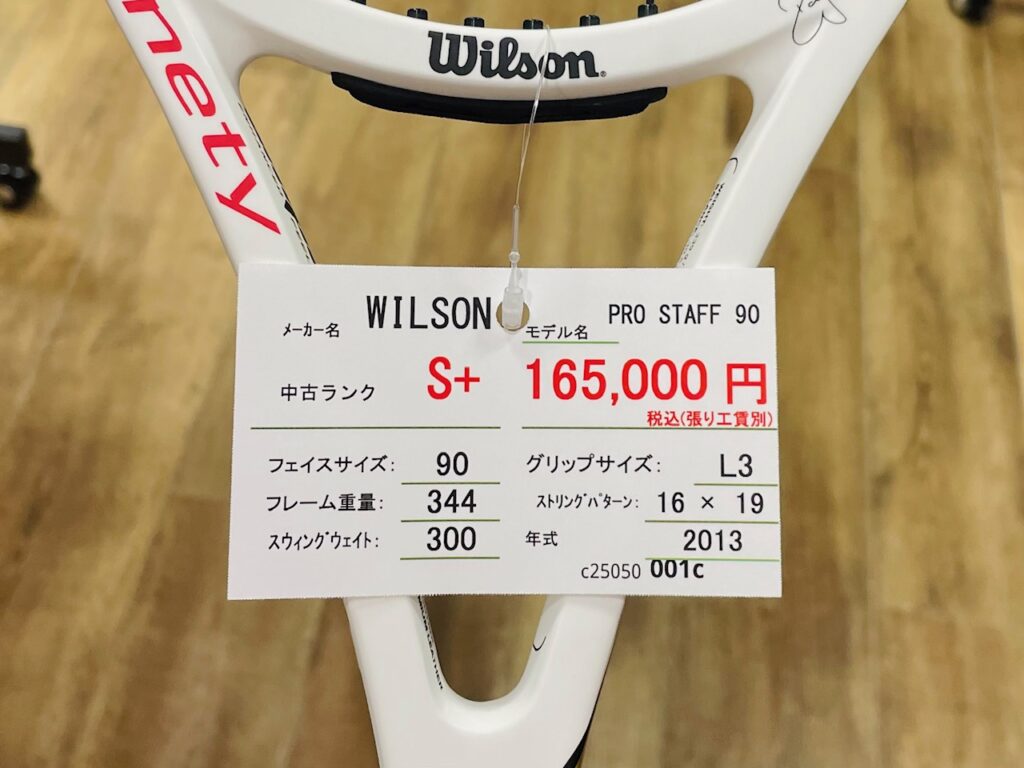 nety
Wilson
メーカー名 WILSON
モデル名 PRO STAFF 90
中古ランク S+
165,000 円
税込(張り工賃別)
フェイスサイズ: 90
グリップサイズ: L3
フレーム重量: 344
ストリングパターン: 16 × 19
スウィングウェイト: 300
年式 2013
c25050 001c